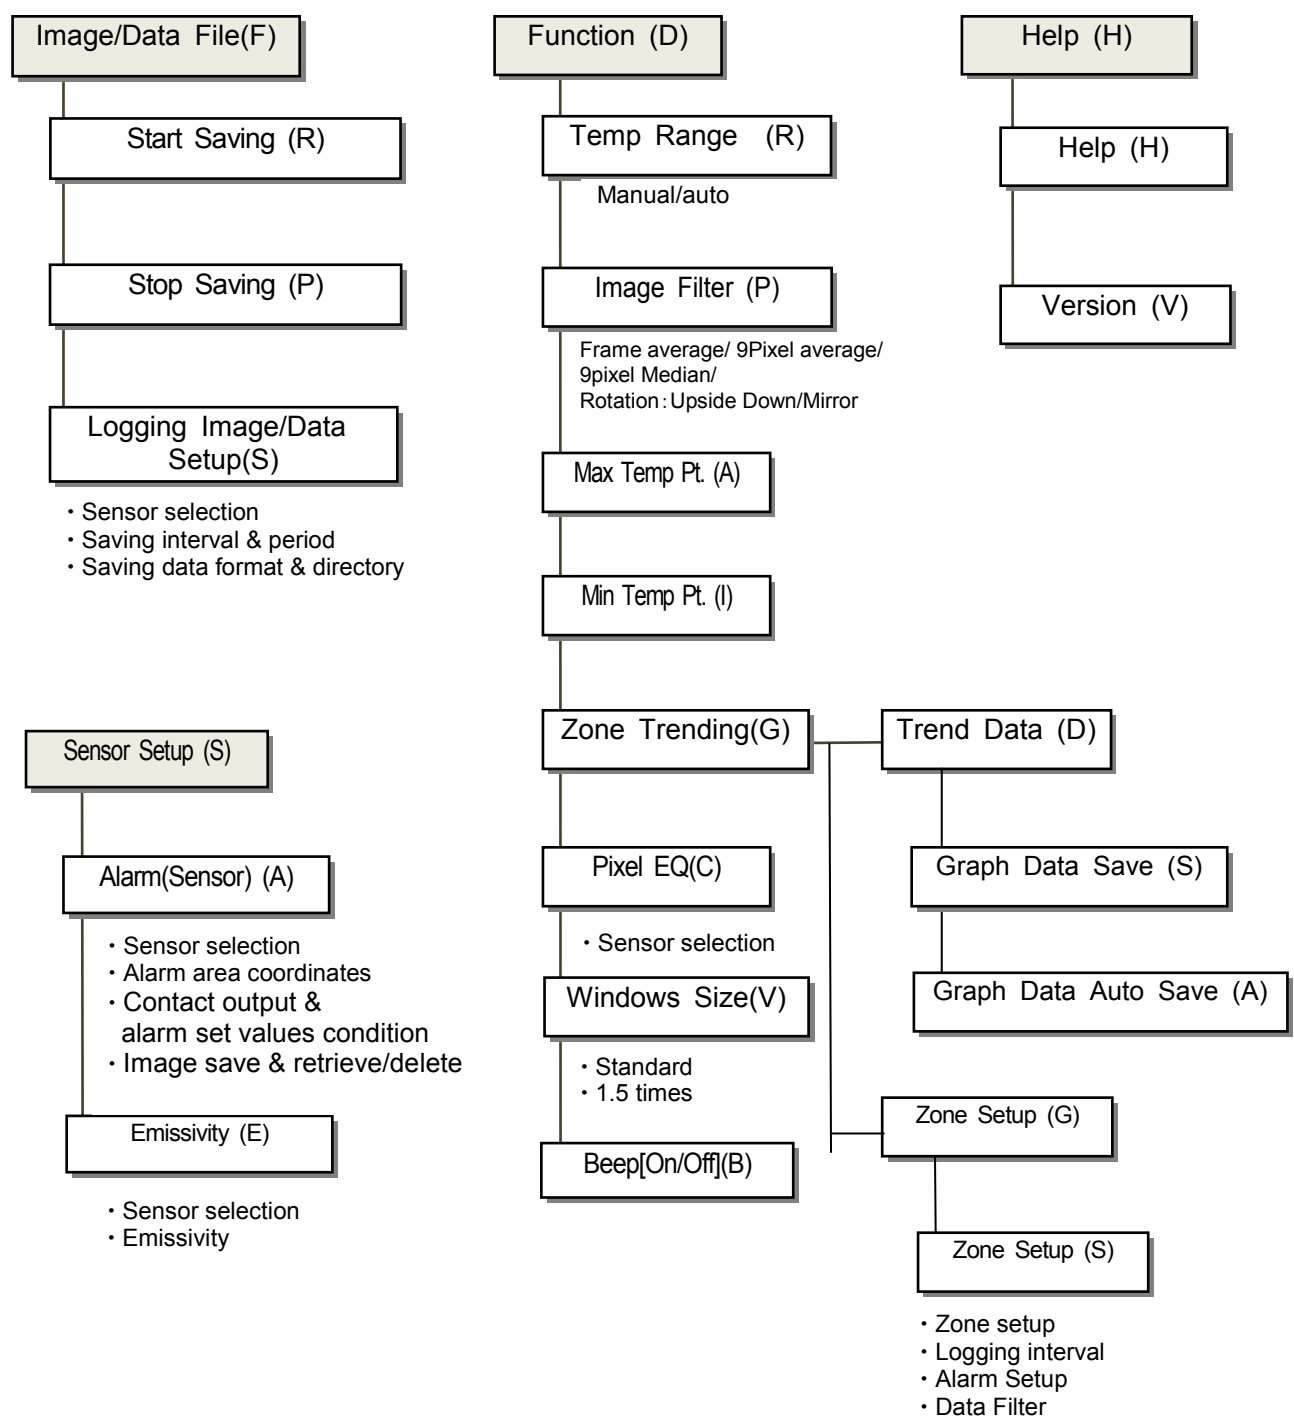 Image/Data File(F)
Start Saving (R)
Stop Saving (P)
Logging Image/Data
Setup(S)
・Sensor selection
・Saving interval & period
・Saving data format & directory
Sensor Setup (S)
Alarm(Sensor) (A)
・Sensor selection
・Alarm area coordinates
・Contact output &
alarm set values condition
・Image save & retrieve/delete
Emissivity (E)
・Sensor selection
・Emissivity
Function (D)
Temp Range (R)
Manual/auto
Image Filter (P)
Frame average/ 9Pixel average/
9pixel Median/
Rotation：Upside Down/Mirror
Max Temp Pt. (A)
Min Temp Pt. (I)
Zone Trending(G)
Pixel EQ(C)
・Sensor selection
Windows Size(V)
・Standard
・1.5 times
Beep[On/Off](B)
Trend Data (D)
Graph Data Save (S)
Graph Data Auto Save (A)
Zone Setup (G)
Zone Setup (S)
・Zone setup
・Logging interval
・Alarm Setup
・Data Filter
Help (H)
Help (H)
Version (V)